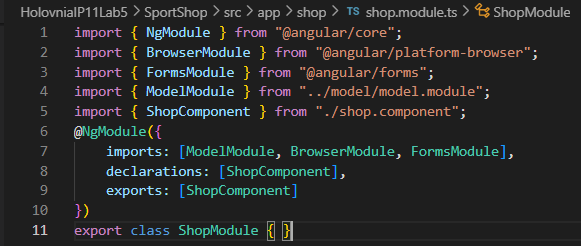 HolovniaIP11Lab5 > SportShop > src > app > shop > TS shop.module.ts > ShopModule
1 import { NgModule } from "@angular/core";
2 import { BrowserModule } from "@angular/platform-browser";
3 import { FormsModule } from "@angular/forms";
4 import { ModelModule } from "../model/model.module";
5 import { ShopComponent } from "./shop.component";
6 @NgModule({
7     imports: [ModelModule, BrowserModule, FormsModule],
8     declarations: [ShopComponent],
9     exports: [ShopComponent]
10 })
11 export class ShopModule { }